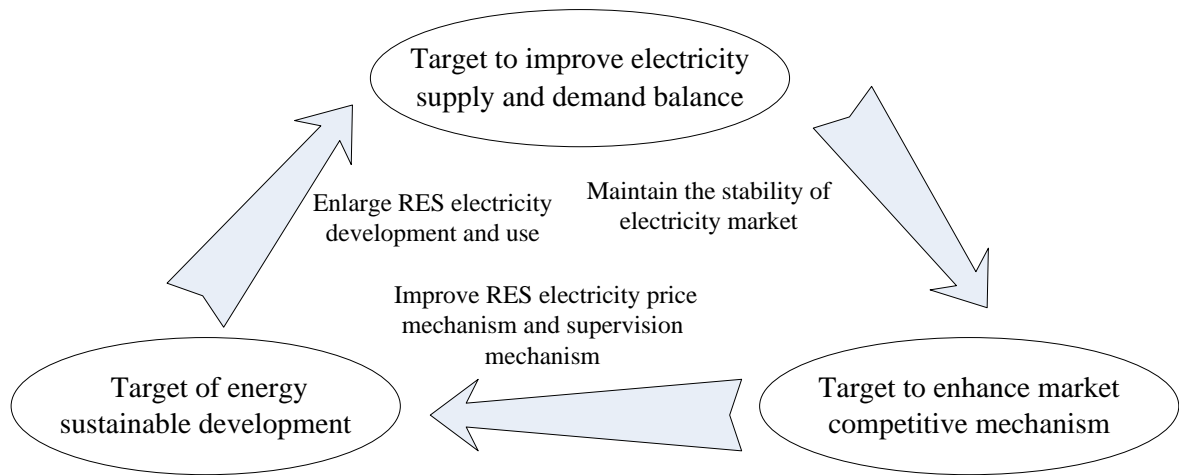 Target to improve electricity
supply and demand balance
Enlarge RES electricity
development and use
Maintain the stability of
electricity market
Improve RES electricity price
mechanism and supervision
mechanism
Target of energy
sustainable development
Target to enhance market
competitive mechanism